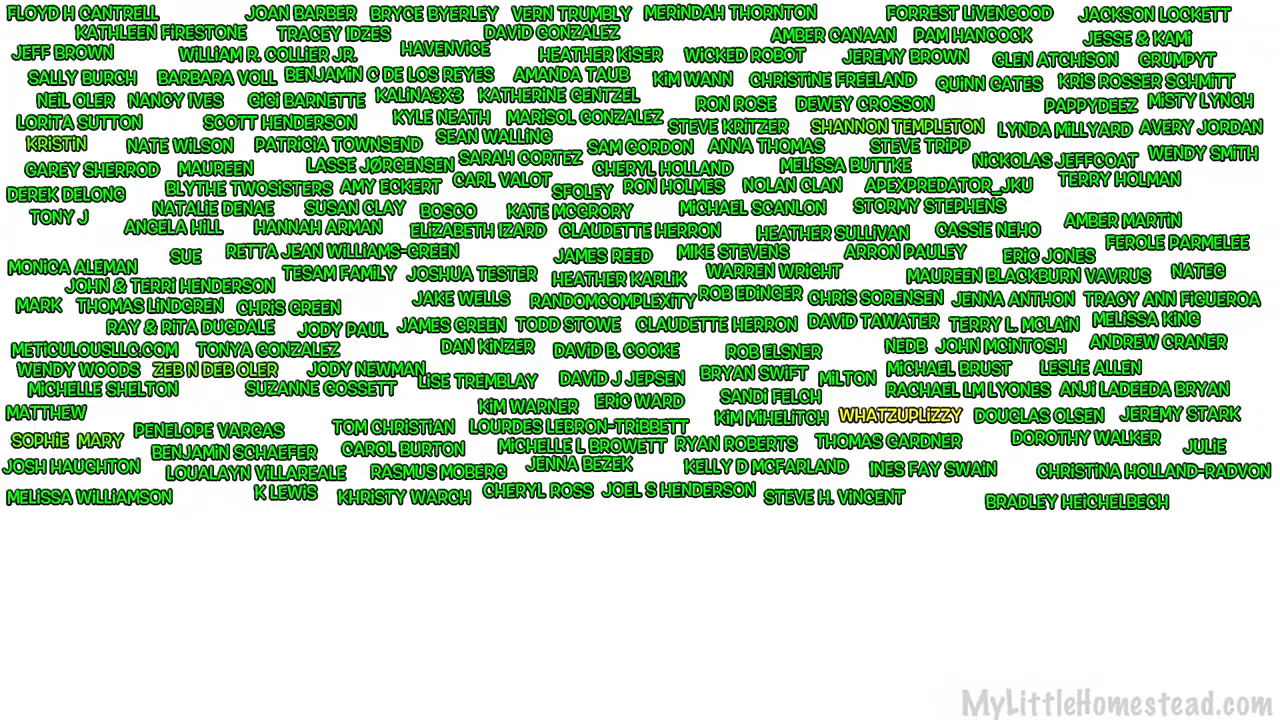 FLOYD H CANTRELL JOAN BARBER BRYCE BYERLEY VERN TRUMBLY MERINDAH THORNTON FORREST LIVENGOOD JACKSON LOCKETT
KATHLEEN FIRESTONE TRACEY IDZES DAVID GONZALEZ AMBER CANAAN PAM HANCOCK JESSE & KAMI
JEFF BROWN WILLIAM R. COLLIER JR. HAVENVICE HEATHER KISER WICKED ROBOT JEREMY BROWN GLEN ATCHISON GRUMPYT
SALLY BURCH BARBARA VOLL BENJAMIN C DE LOS REYES AMANDA TAUB KIM WANN CHRISTINE FREELAND QUINN GATES KRIS ROSSER SCHMITT
NEIL OLER NANCY IVES GIGI BARNETTE KALINA3X3 KATHERINE GENTZEL RON ROSE DEWEY CROSSON PAPPYDEEZ MISTY LYNCH
LORITA SUTTON SCOTT HENDERSON KYLE NEATH MARISOL GONZALEZ STEVE KRITZER SHANNON TEMPLETON LYNDA MILLYARD AVERY JORDAN
KRISTIN NATE WILSON PATRICIA TOWNSEND SEAN WALLING SAM GORDON ANNA THOMAS STEVE TRIPP WENDY SMITH
CAREY SHERROD MAUREEN LASSE JØRGENSEN SARAH CORTEZ CHERYL HOLLAND MELISSA BUTTKE NICKOLAS JEFFCOAT
DEREK DELONG BLYTHE TWOSISTERS AMY ECKERT CARL VALOT SFOLEY RON HOLMES NOLAN CLAN APEXPREDATOR_JKU TERRY HOLMAN
TONY J NATALIE DENAE SUSAN CLAY BOSCO KATE MCGRORY MICHAEL SCANLON STORMY STEPHENS
ANGELA HILL HANNAH ARMAN ELIZABETH IZARD CLAUDETTE HERRON HEATHER SULLIVAN CASSIE NEHO AMBER MARTIN
SUE RETTA JEAN WILLIAMS-GREEN JAMES REED MIKE STEVENS ARRON PAULEY ERIC JONES FEROLE PARMELEE
MONICA ALEMAN TESAM FAMILY JOSHUA TESTER HEATHER KARLIK WARREN WRIGHT MAUREEN BLACKBURN VAVRUS NATEG
JOHN & TERRI HENDERSON
MARK THOMAS LINDGREN CHRIS GREEN JAKE WELLS RANDOMCOMPLEXITY ROB EDINGER CHRIS SORENSEN JENNA ANTHON TRACY ANN FIGUEROA
RAY & RITA DUGDALE JODY PAUL JAMES GREEN TODD STOWE CLAUDETTE HERRON DAVID TAWATER TERRY L. MCLAIN MELISSA KING
METICULOUSLLC.COM TONYA GONZALEZ DAN KINZER DAVID B. COOKE ROB ELSNER NEDB JOHN MCINTOSH ANDREW CRANER
WENDY WOODS ZEB N DEB OLER JODY NEWMAN LISE TREMBLAY DAVID J JEPSEN BRYAN SWIFT MILTON MICHAEL BRUST LESLIE ALLEN
MICHELLE SHELTON SUZANNE GOSSETT SANDI FELCH RACHAEL LM LYONES ANJI LADEEDA BRYAN
MATTHEW KIM WARNER ERIC WARD KIM MIHELITCH WHATZUPLIZZY DOUGLAS OLSEN JEREMY STARK
SOPHIE MARY PENELOPE VARGAS TOM CHRISTIAN LOURDES LEBRON-TRIBBETT RYAN ROBERTS THOMAS GARDNER DOROTHY WALKER JULIE
BENJAMIN SCHAEFER CAROL BURTON MICHELLE L BROWETT
JOSH HAUGHTON LOUALAYN VILLAREALE RASMUS MOBERG JENNA BEZEK KELLY D MCFARLAND INES FAY SWAIN CHRISTINA HOLLAND-RADVON
MELISSA WILLIAMSON K LEWIS KHRISTY WARCH CHERYL ROSS JOEL S HENDERSON STEVE H. VINCENT BRADLEY HEICHELBECH
MyLittleHomestead.com